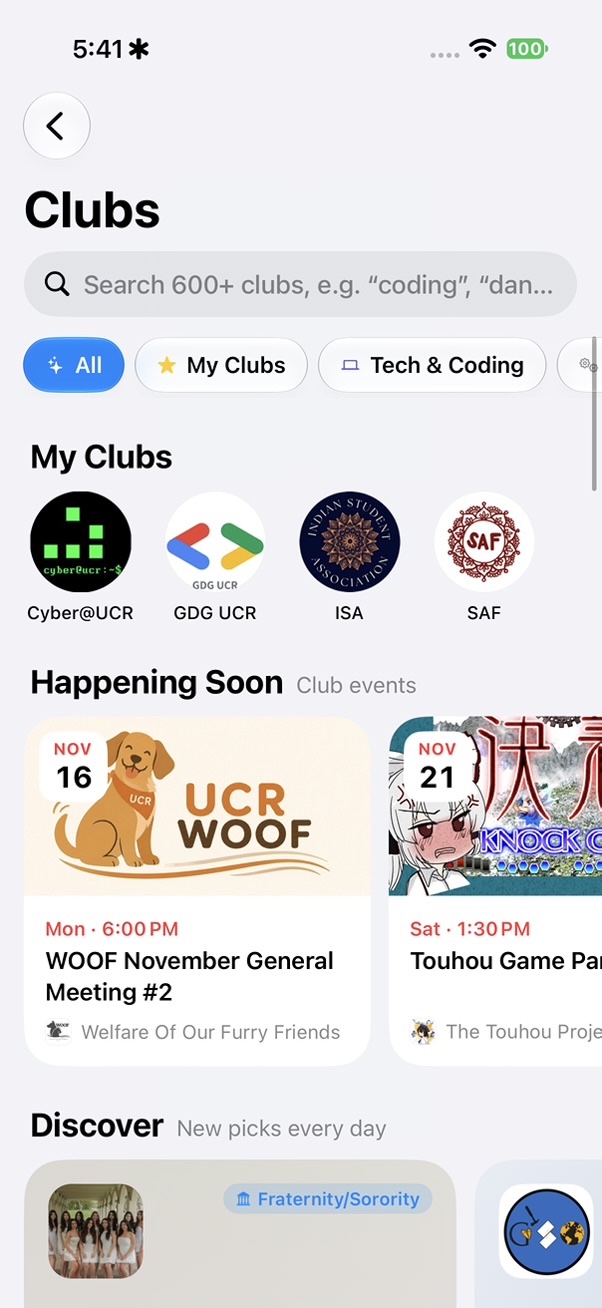 5:41
100
Clubs
Search 600+ clubs, e.g. “coding”, “dan...
All
My Clubs
Tech & Coding
My Clubs
cyber@ucr:~$
GDG UCR
INDIAN STUDENT
ASSOCIATION
SAF
Cyber@UCR
GDG UCR
ISA
SAF
Happening Soon Club events
NOV
16
UCR
UCR
WOOF
NOV
21
決
KNOCK
Mon · 6:00 PM
WOOF November General
Meeting #2
Welfare Of Our Furry Friends
Sat · 1:30 PM
Touhou Game Par
The Touhou Proje
Discover New picks every day
Fraternity/Sorority